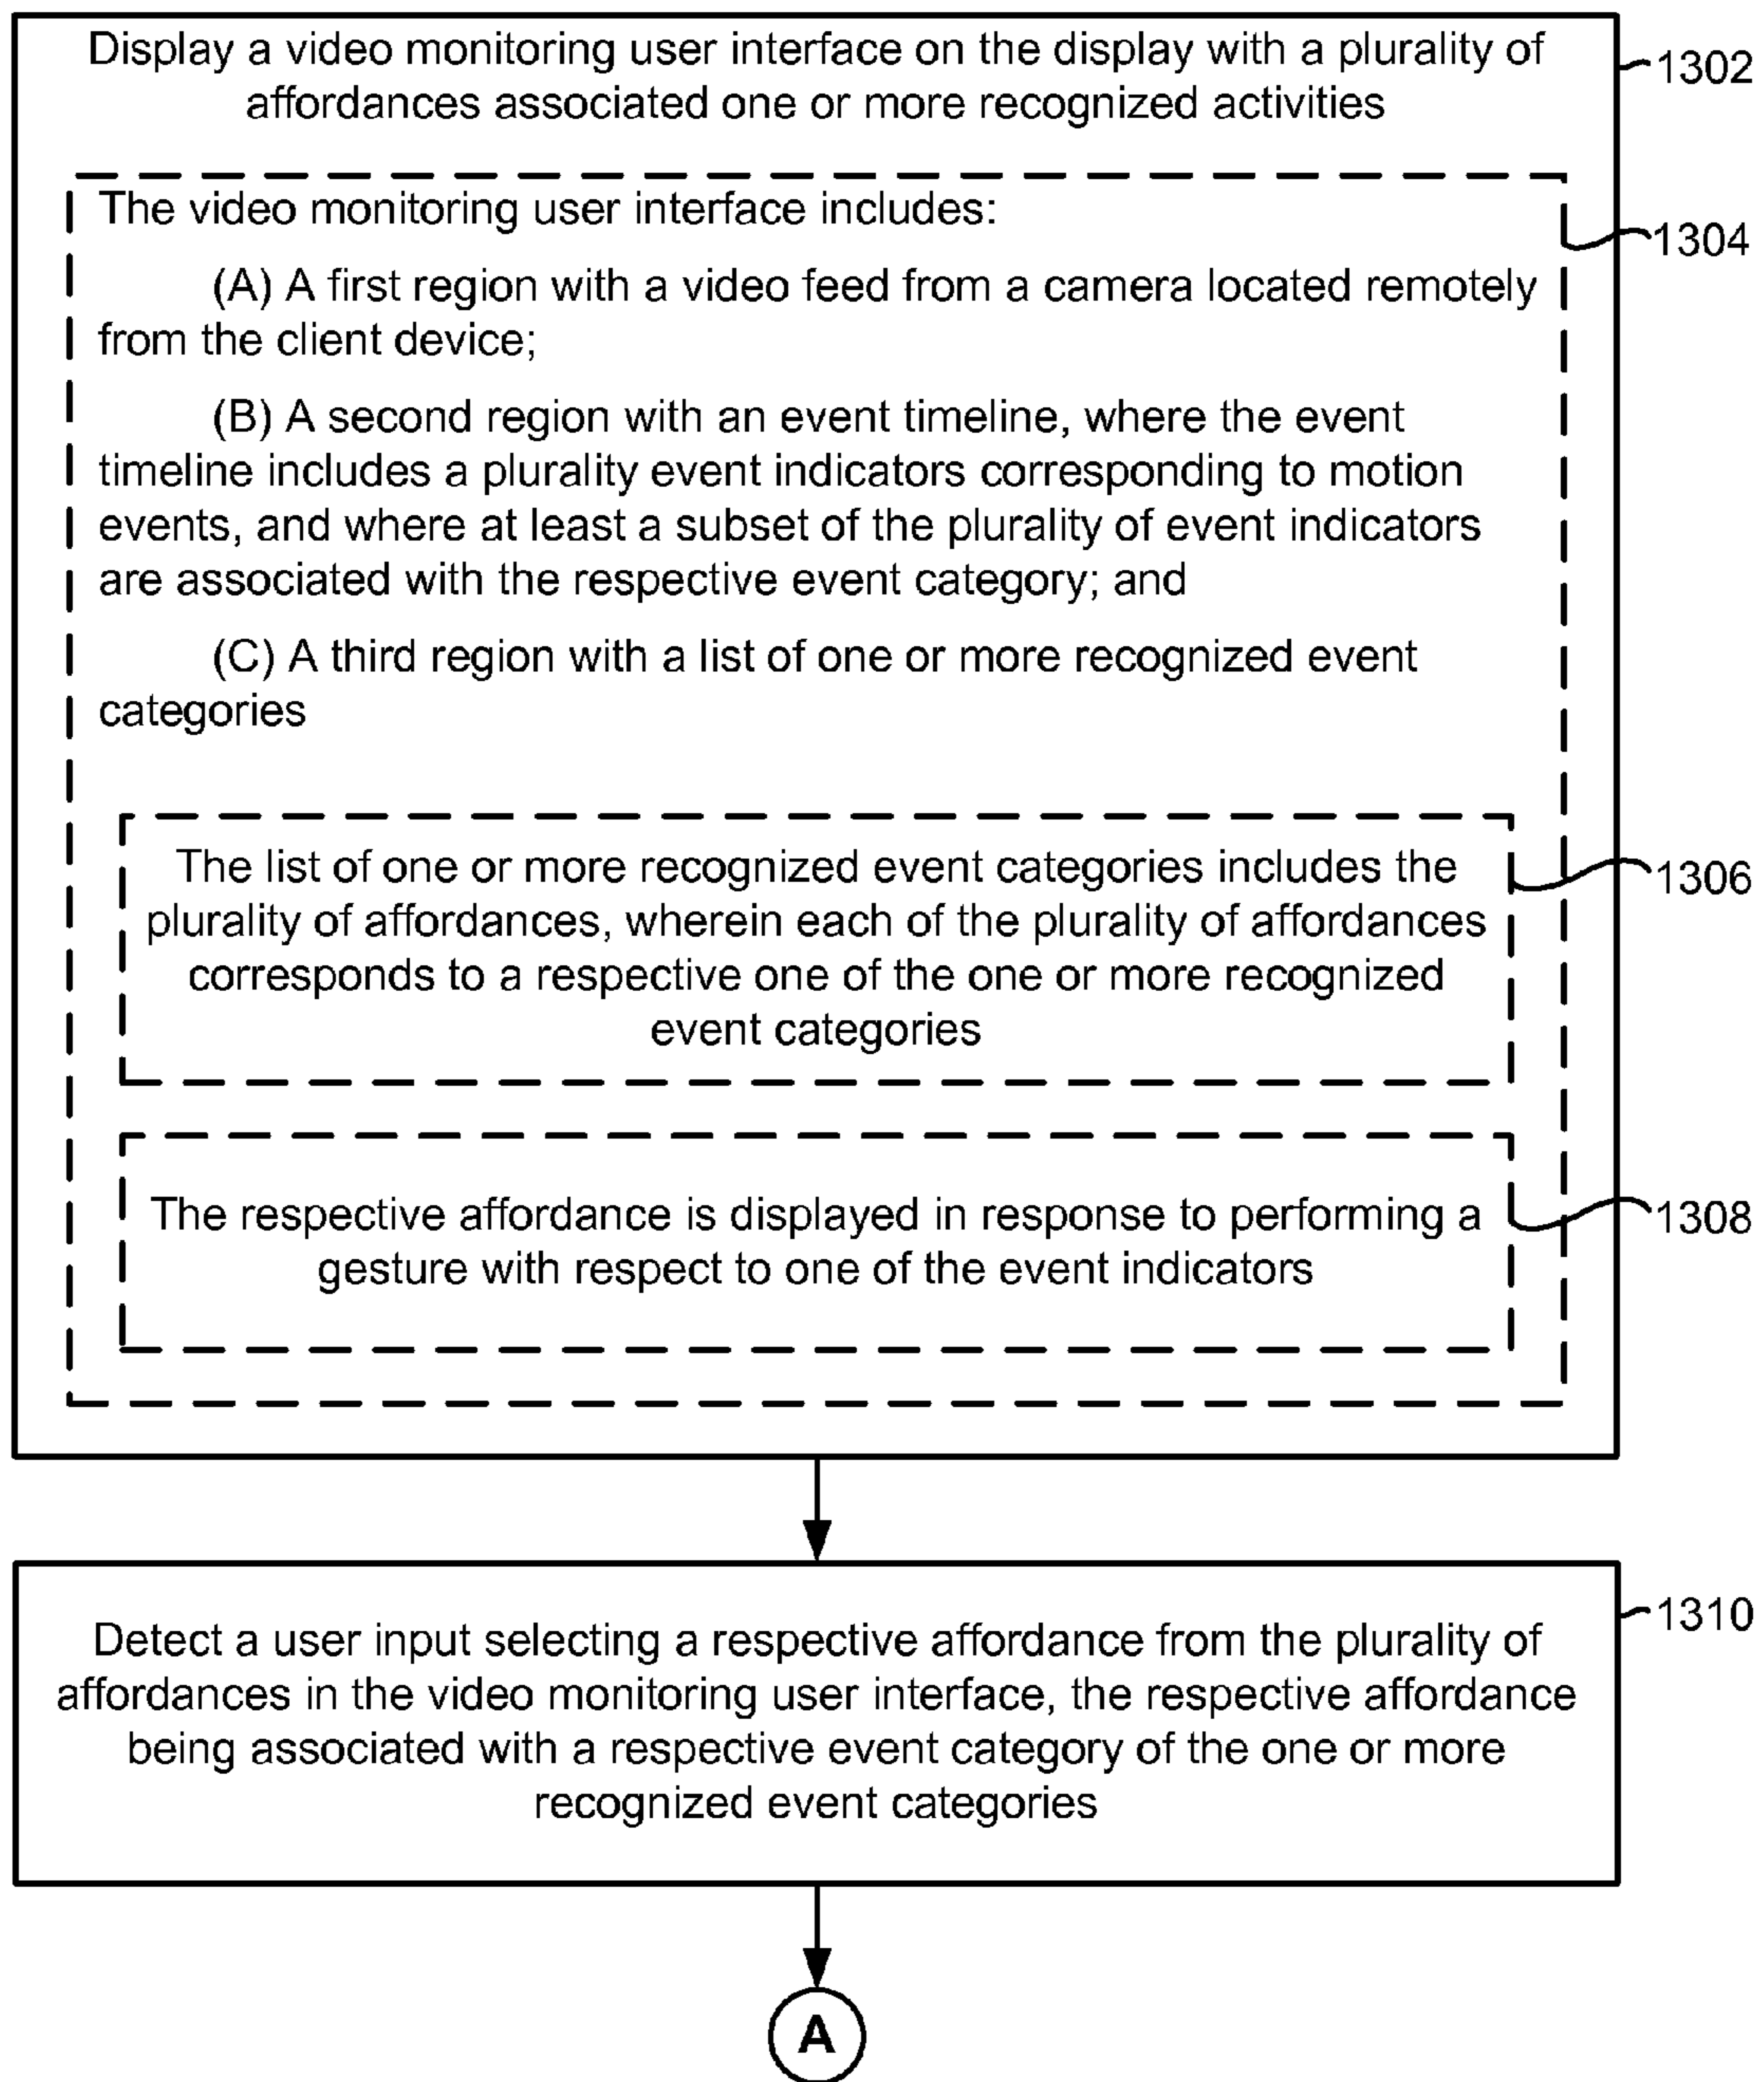 Display a video monitoring user interface on the display with a plurality of
affordances associated one or more recognized activities
1302
The video monitoring user interface includes:
1304
(A) A first region with a video feed from a camera located remotely
from the client device;
(B) A second region with an event timeline, where the event
timeline includes a plurality event indicators corresponding to motion
events, and where at least a subset of the plurality of event indicators
are associated with the respective event category; and
(C) A third region with a list of one or more recognized event
categories
The list of one or more recognized event categories includes the
plurality of affordances, wherein each of the plurality of affordances
corresponds to a respective one of the one or more recognized
event categories
1306
The respective affordance is displayed in response to performing a
gesture with respect to one of the event indicators
1308
Detect a user input selecting a respective affordance from the plurality of
affordances in the video monitoring user interface, the respective affordance
being associated with a respective event category of the one or more
recognized event categories
1310
A